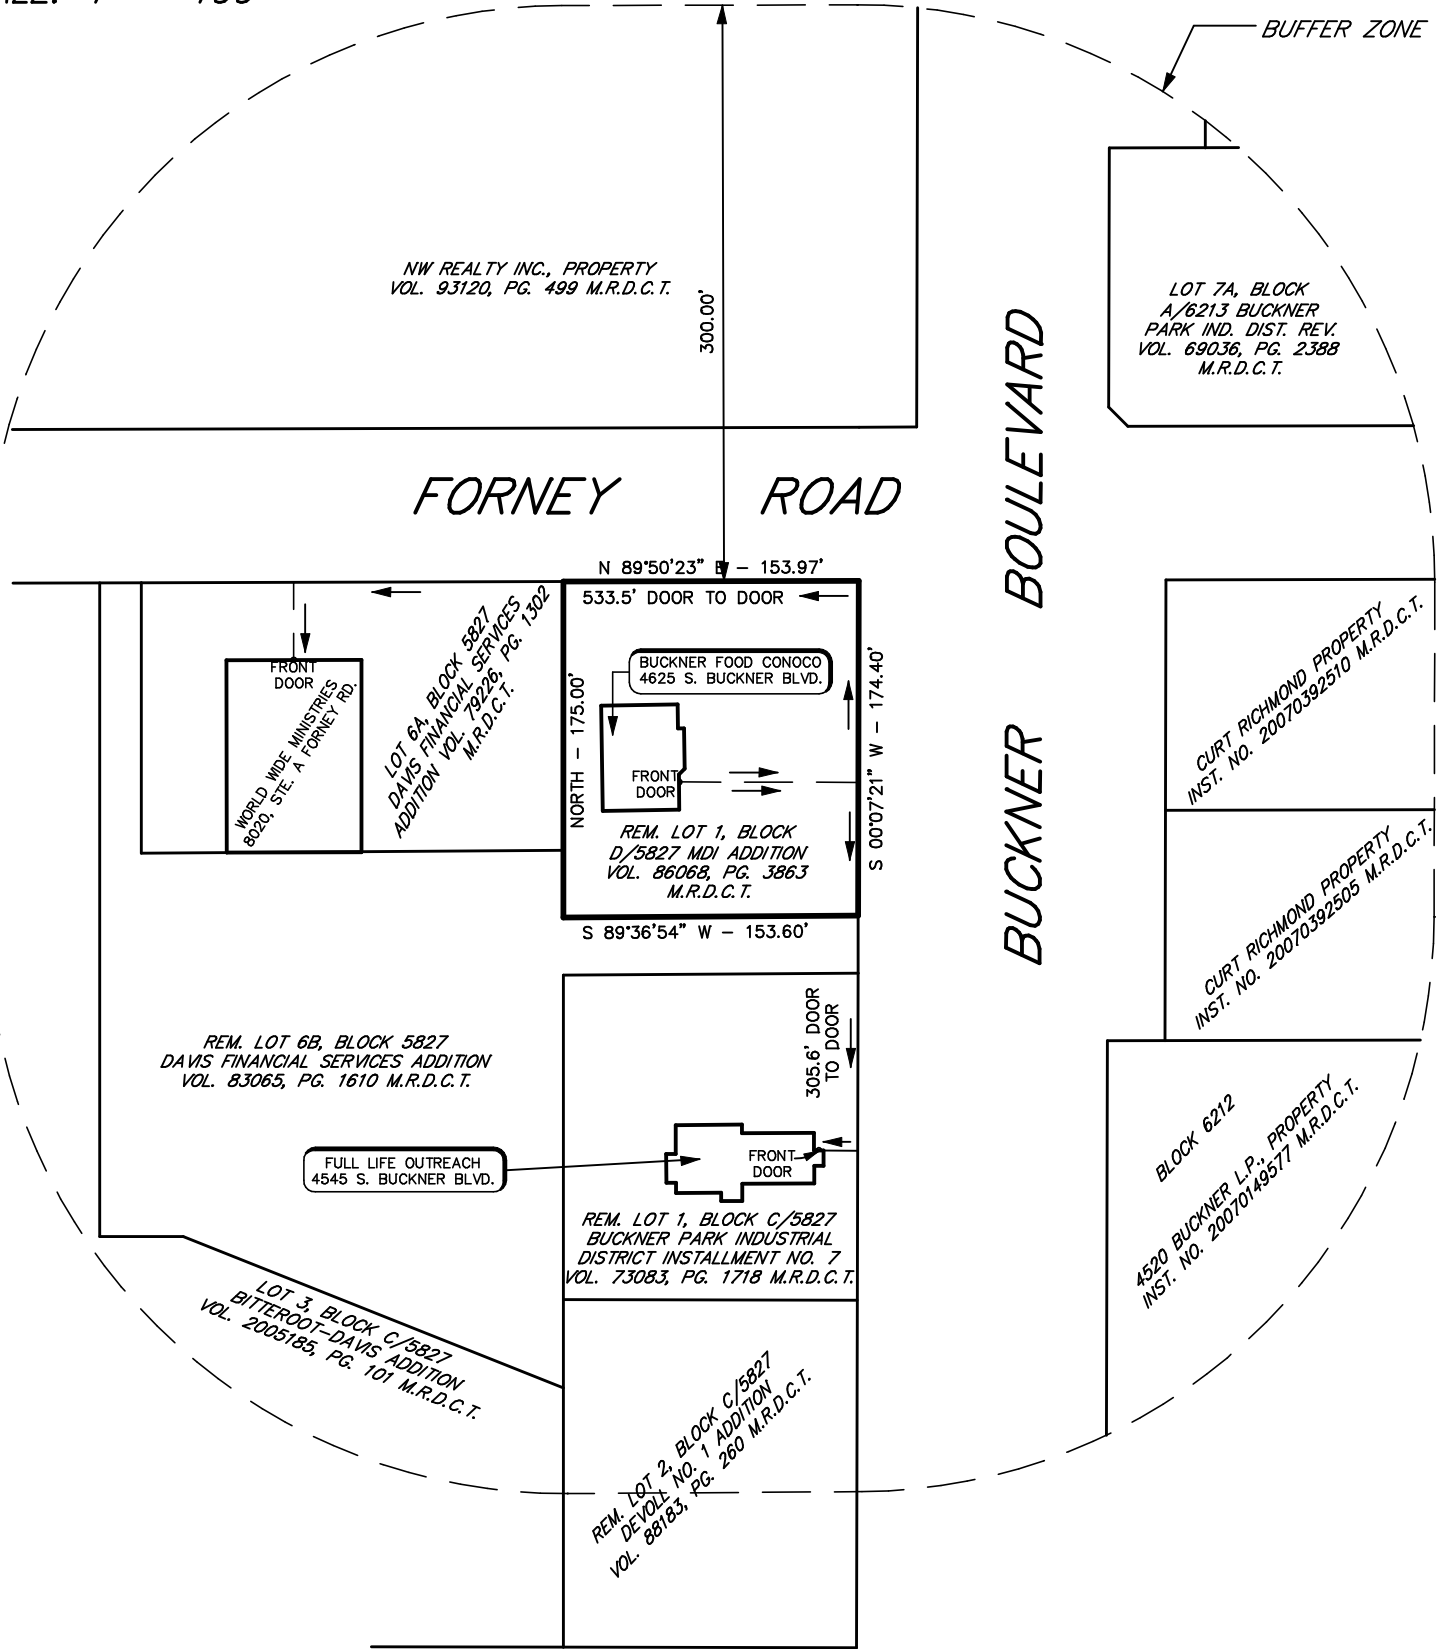 BUFFER ZONE
NW REALTY INC., PROPERTY
VOL. 93120, PG. 499 M.R.D.C.T.
300.00'
LOT 7A, BLOCK
A/6213 BUCKNER
PARK IND. DIST. REV.
VOL. 69036, PG. 2388
M.R.D.C.T.
FORNEY ROAD
BUCKNER BOULEVARD
N 89°50'23" E - 153.97'
533.5' DOOR TO DOOR
BUCKNER FOOD CONOCO
4625 S. BUCKNER BLVD.
NORTH - 175.00'
S 00°07'21" W - 174.40'
FRONT
DOOR
REM. LOT 1, BLOCK
D/5827 MDI ADDITION
VOL. 86068, PG. 3863
M.R.D.C.T.
S 89°36'54" W - 153.60'
FRONT
DOOR
WORLD WIDE MINISTRIES
8020, STE. A FORNEY RD.
LOT 6A, BLOCK 5827
DAVIS FINANCIAL SERVICES
ADDITION VOL. 79226, PG. 1302
M.R.D.C.T.
CURT RICHMOND PROPERTY
INST. NO. 20070392510 M.R.D.C.T.
CURT RICHMOND PROPERTY
INST. NO. 20070392505 M.R.D.C.T.
REM. LOT 6B, BLOCK 5827
DAVIS FINANCIAL SERVICES ADDITION
VOL. 83065, PG. 1610 M.R.D.C.T.
305.6' DOOR
TO DOOR
FULL LIFE OUTREACH
4545 S. BUCKNER BLVD.
FRONT
DOOR
REM. LOT 1, BLOCK C/5827
BUCKNER PARK INDUSTRIAL
DISTRICT INSTALLMENT NO. 7
VOL. 73083, PG. 1718 M.R.D.C.T.
BLOCK 6212
4520 BUCKNER L.P., PROPERTY
INST. NO. 20070149577 M.R.D.C.T.
LOT 3, BLOCK C/5827
BITTEROOT-DAVIS ADDITION
VOL. 2005185, PG. 101 M.R.D.C.T.
REM. LOT 2, BLOCK C/5827
DEVOLL NO. 1 ADDITION
VOL. 88183, PG. 260 M.R.D.C.T.